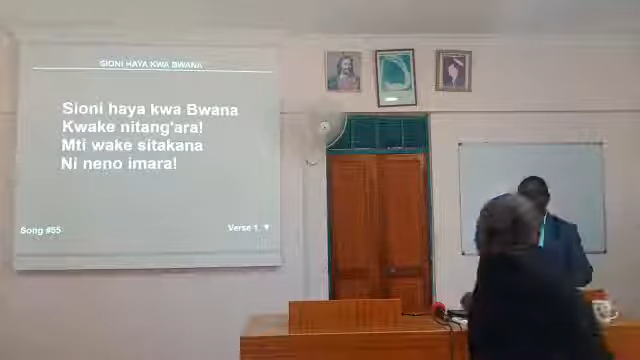 SIONI HAYA KWA BWANA
Sioni haya kwa Bwana
Kwake nitang'ara!
Mti wake sitakana
Ni neno imara!
Song #55
Verse 1. ▼